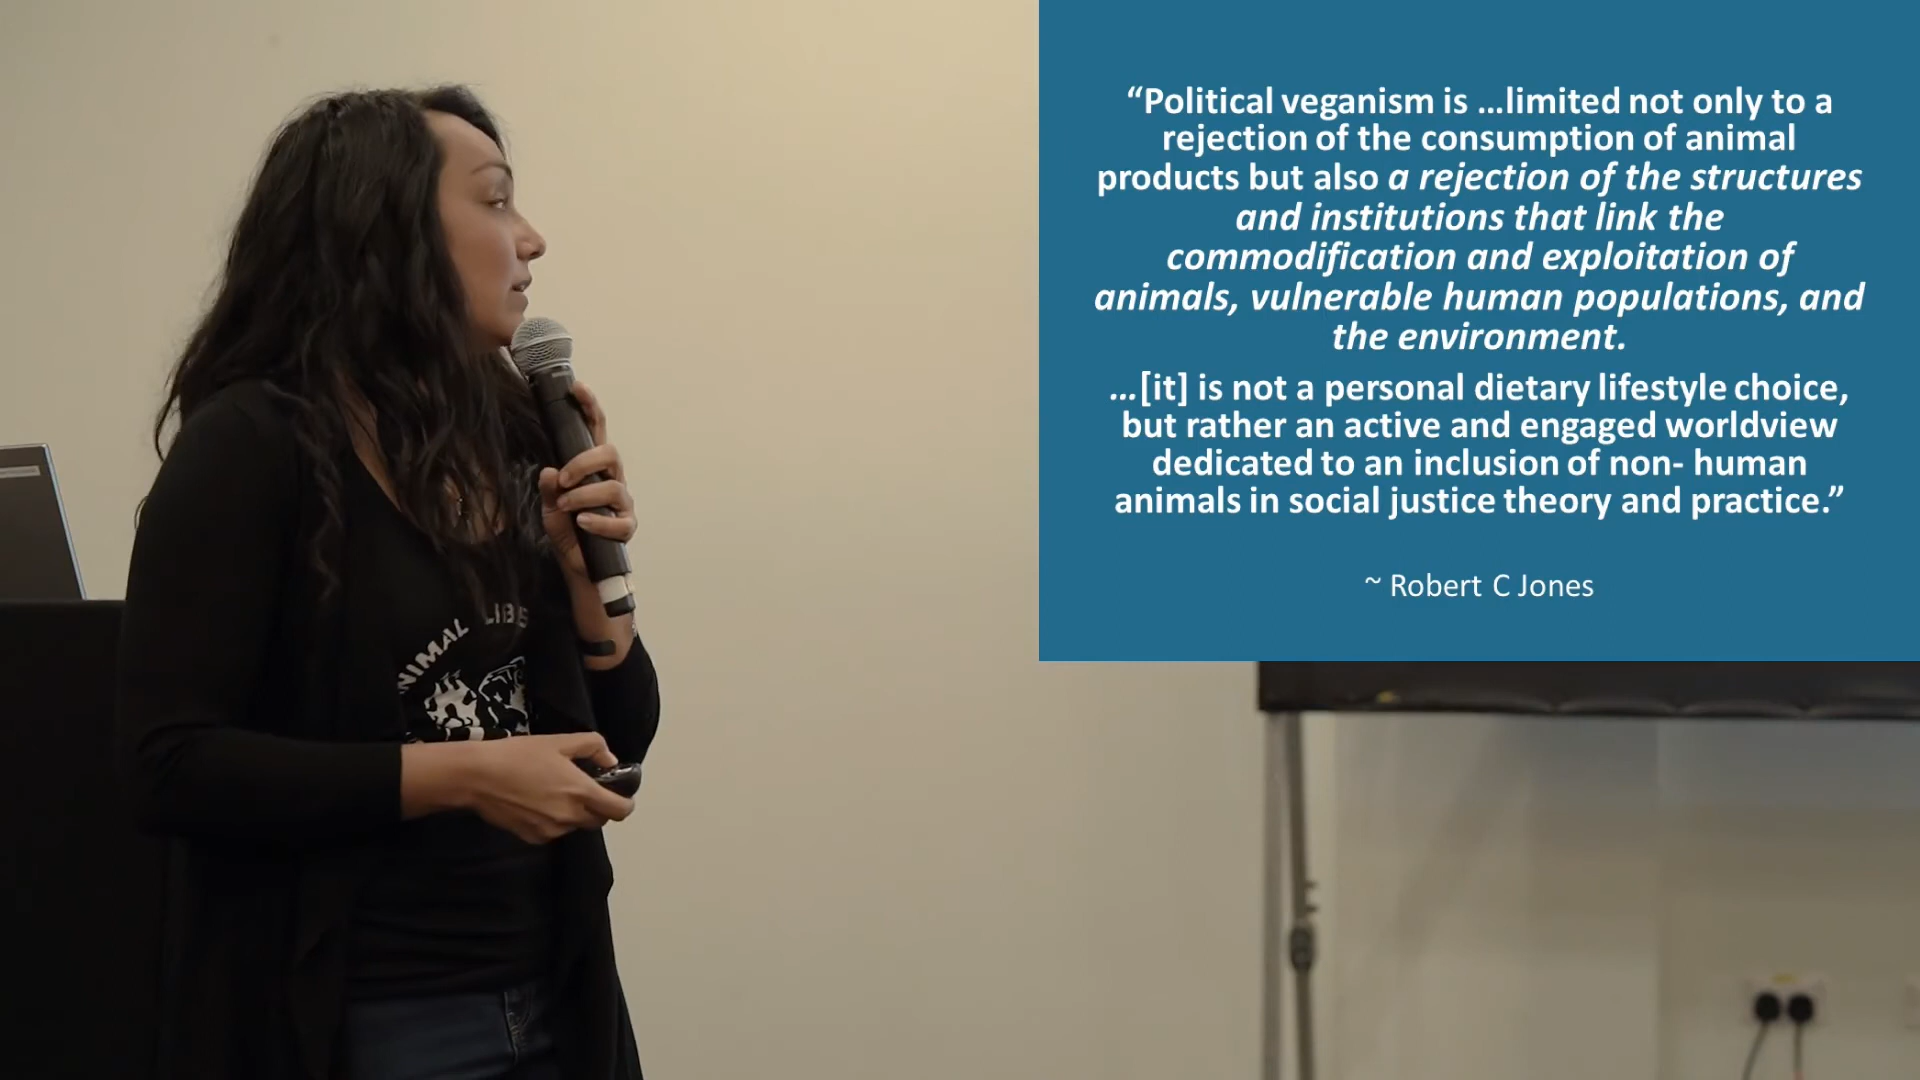 “Political veganism is ...limited not only to a
rejection of the consumption of animal
products but also a rejection of the structures
and institutions that link the
commodification and exploitation of
animals, vulnerable human populations, and
the environment.
...[it] is not a personal dietary lifestyle choice,
but rather an active and engaged worldview
dedicated to an inclusion of non- human
animals in social justice theory and practice.”
~ Robert C Jones
NIMAL LIBE